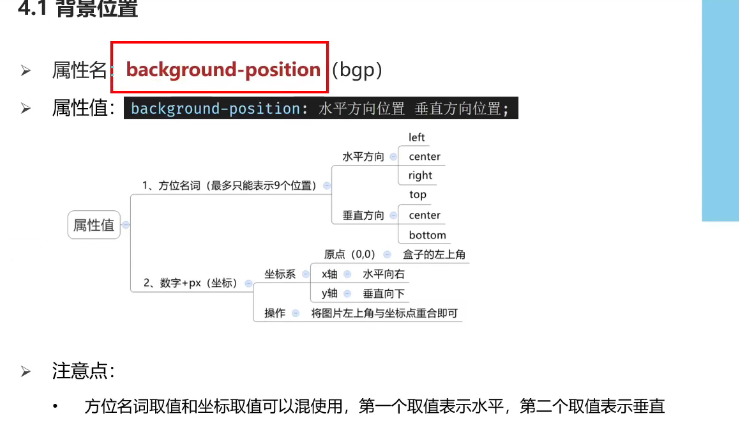 4.1 背景位置
属性名：background-position（bgp）
属性值：background-position: 水平方向位置 垂直方向位置;
属性值
1、方位名词（最多只能表示9个位置）
水平方向
left
center
right
垂直方向
top
center
bottom
2、数字+px（坐标）
坐标系
原点（0,0）
盒子的左上角
x轴
水平向右
y轴
垂直向下
操作
将图片左上角与坐标点重合即可
注意点：
方位名词取值和坐标取值可以混使用，第一个取值表示水平，第二个取值表示垂直